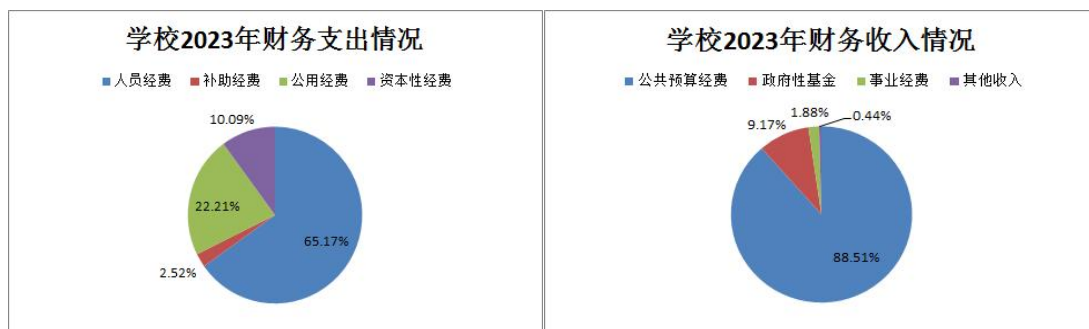 学校2023年财务支出情况
人员经费 补助经费 公用经费 资本性经费
10.09%
22.21%
65.17%
2.52%
学校2023年财务收入情况
公共预算经费 政府性基金 事业经费 其他收入
1.88%
0.44%
9.17%
88.51%